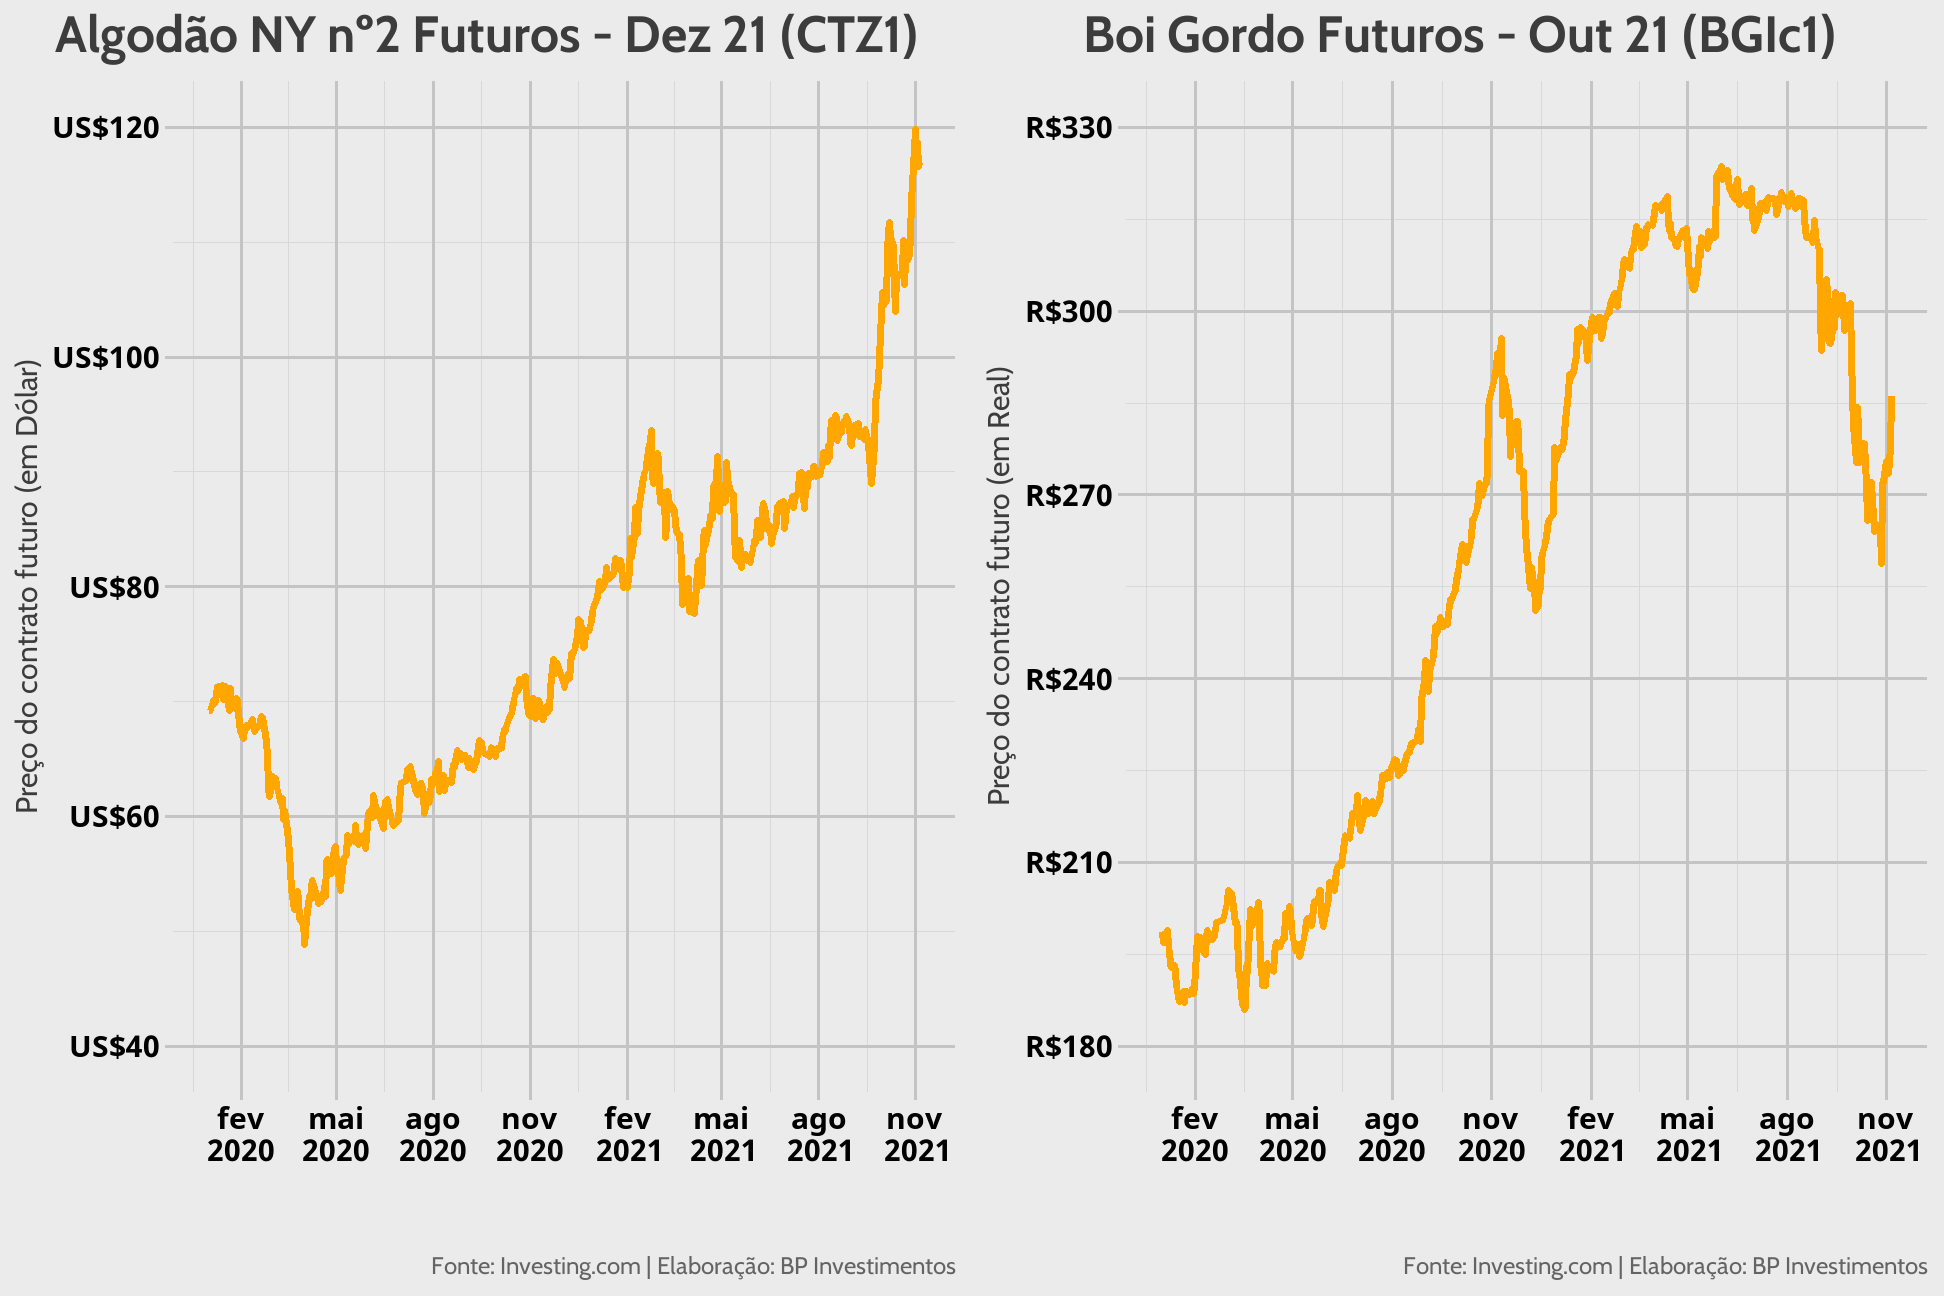 Algodão NY nº2 Futuros - Dez 21 (CTZ1)
Preço do contrato futuro (em Dólar)
US$120
US$100
US$80
US$60
US$40
fev 2020
mai 2020
ago 2020
nov 2020
fev 2021
mai 2021
ago 2021
nov 2021
Fonte: Investing.com | Elaboração: BP Investimentos
Boi Gordo Futuros - Out 21 (BGIc1)
Preço do contrato futuro (em Real)
R$330
R$300
R$270
R$240
R$210
R$180
fev 2020
mai 2020
ago 2020
nov 2020
fev 2021
mai 2021
ago 2021
nov 2021
Fonte: Investing.com | Elaboração: BP Investimentos